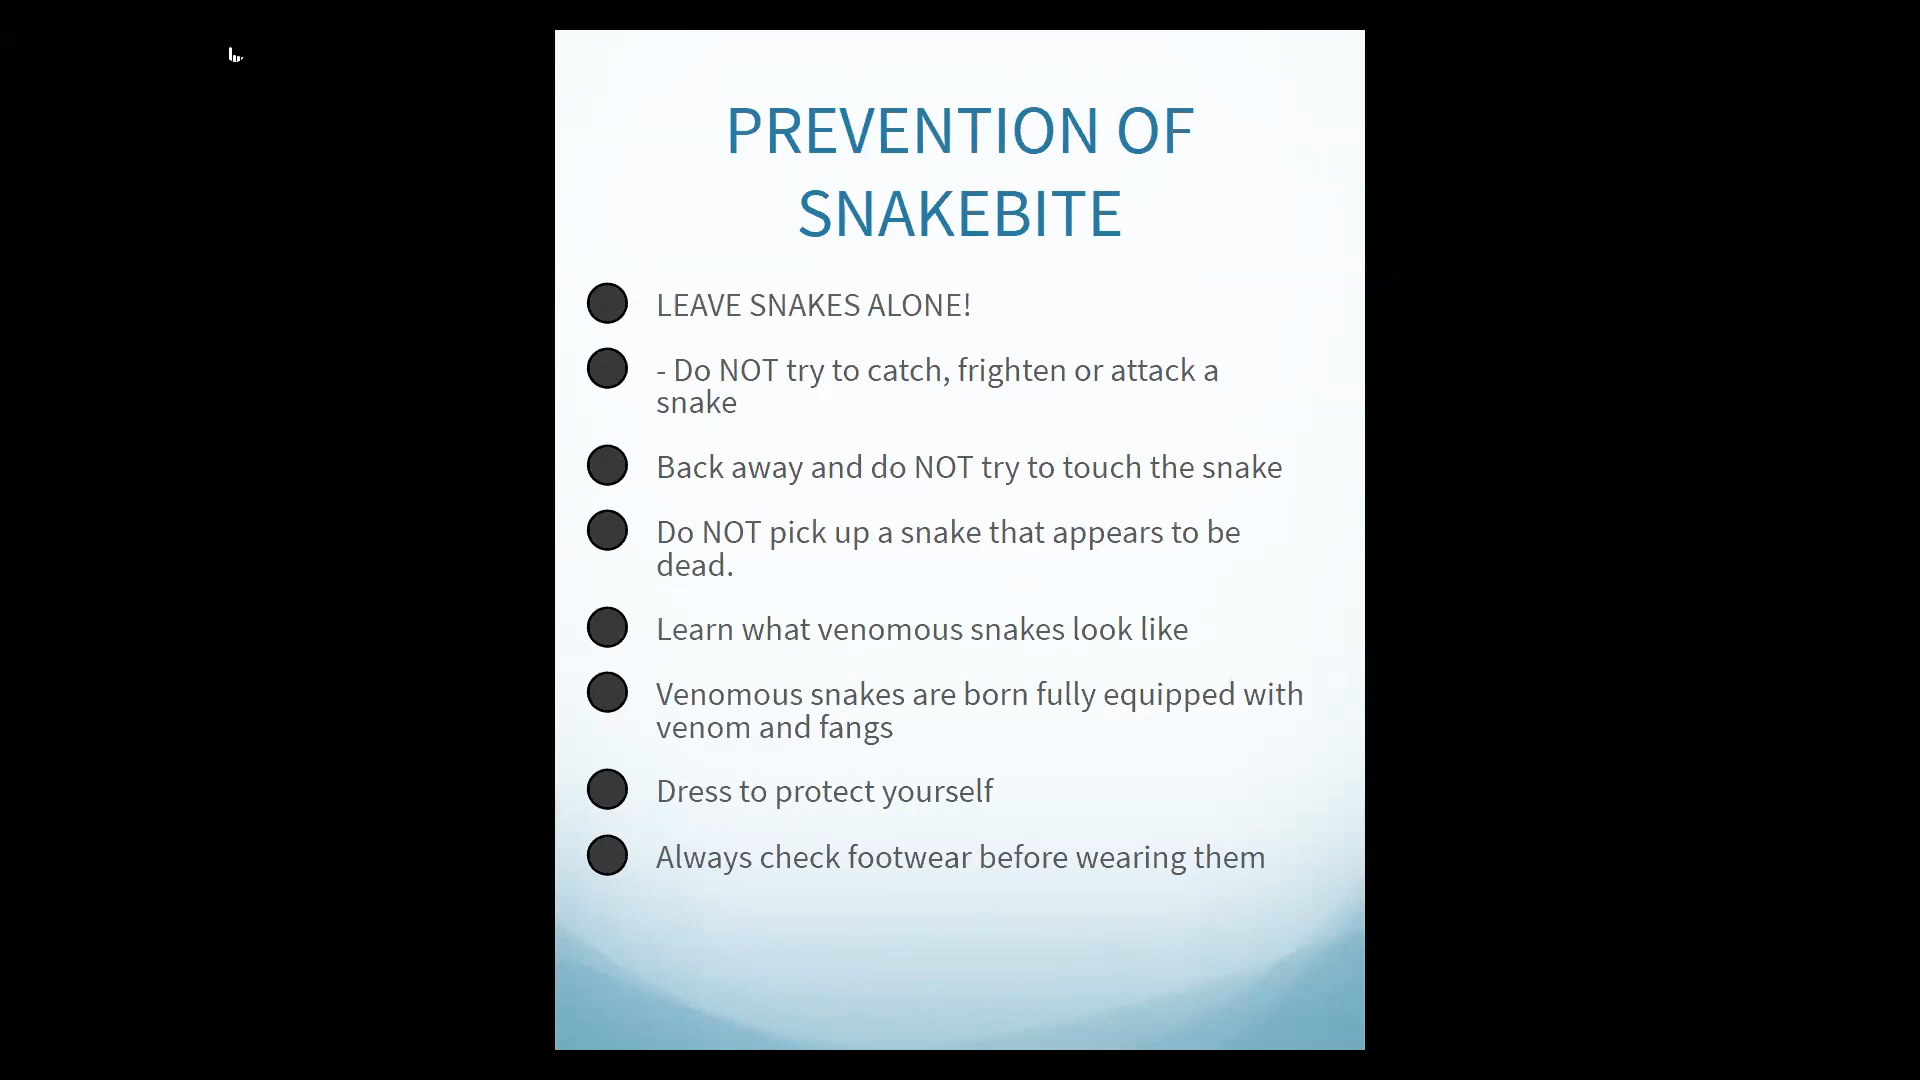 PREVENTION OF
SNAKEBITE
LEAVE SNAKES ALONE!
- Do NOT try to catch, frighten or attack a
snake
Back away and do NOT try to touch the snake
Do NOT pick up a snake that appears to be
dead.
Learn what venomous snakes look like
Venomous snakes are born fully equipped with
venom and fangs
Dress to protect yourself
Always check footwear before wearing them